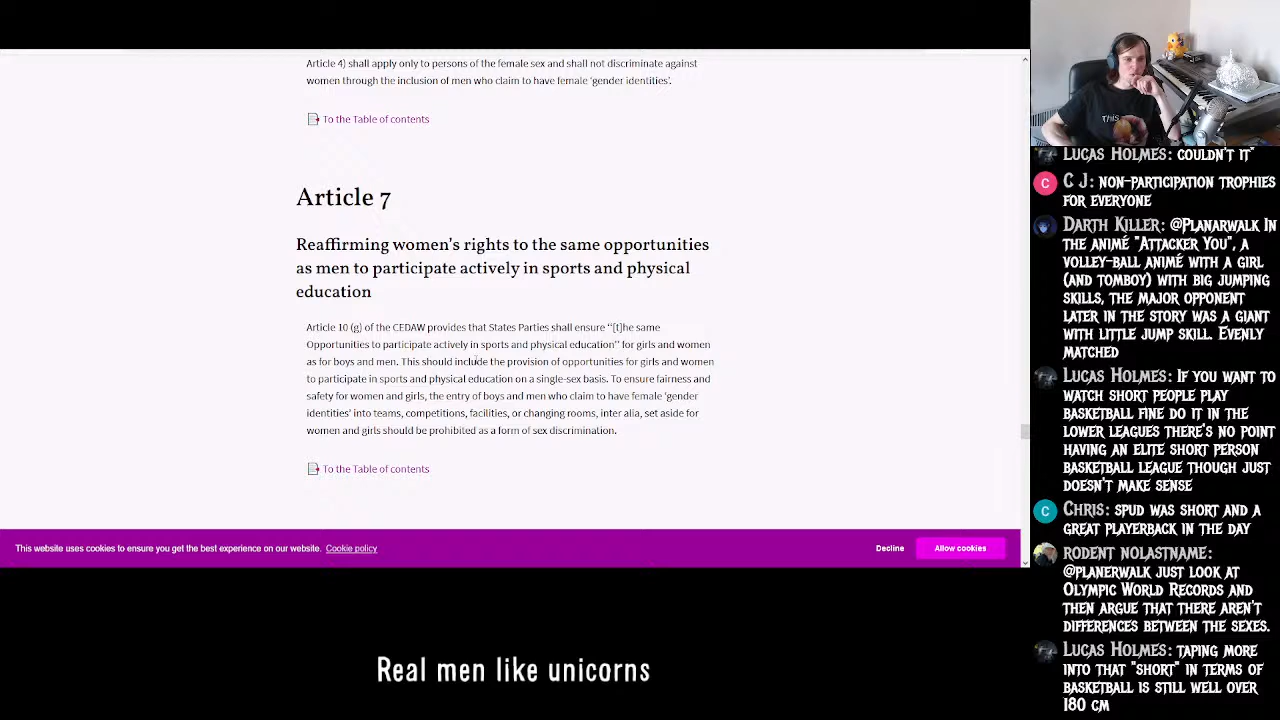 Article 4) shall apply only to persons of the female sex and shall not discriminate against
women through the inclusion of men who claim to have female 'gender identities'.
To the Table of contents
Article 7
Reaffirming women's rights to the same opportunities
as men to participate actively in sports and physical
education
Article 10 (g) of the CEDAW provides that States Parties shall ensure "[t]he same
Opportunities to participate actively in sports and physical education" for girls and women
as for boys and men. This should include the provision of opportunities for girls and women
to participate in sports and physical education on a single-sex basis. To ensure fairness and
safety for women and girls, the entry of boys and men who claim to have female 'gender
identities' into teams, competitions, facilities, or changing rooms, inter alia, set aside for
women and girls should be prohibited as a form of sex discrimination.
To the Table of contents
This website uses cookies to ensure you get the best experience on our website. Cookie policy
Decline
Allow cookies
Real men like unicorns
THIS
LUCAS HOLMES: COULDN'T IT"
C
C J: NON-PARTICIPATION TROPHIES
FOR EVERYONE
DARTH KILLER: @PLANARWALK IN
THE ANIMÉ "ATTACKER YOU", A
VOLLEY-BALL ANIMÉ WITH A GIRL
(AND TOMBOY) WITH BIG JUMPING
SKILLS, THE MAJOR OPPONENT
LATER IN THE STORY WAS A GIANT
WITH LITTLE JUMP SKILL. EVENLY
MATCHED
LUCAS HOLMES: IF YOU WANT TO
WATCH SHORT PEOPLE PLAY
BASKETBALL FINE DO IT IN THE
LOWER LEAGUES THERE'S NO POINT
HAVING AN ELITE SHORT PERSON
BASKETBALL LEAGUE THOUGH JUST
DOESN'T MAKE SENSE
C
CHRIS: SPUD WAS SHORT AND A
GREAT PLAYERBACK IN THE DAY
RODENT NOLASTNAME:
@PLANERWALK JUST LOOK AT
OLYMPIC WORLD RECORDS AND
THEN ARGUE THAT THERE AREN'T
DIFFERENCES BETWEEN THE SEXES.
LUCAS HOLMES: TAPING MORE
INTO THAT "SHORT" IN TERMS OF
BASKETBALL IS STILL WELL OVER
180 CM